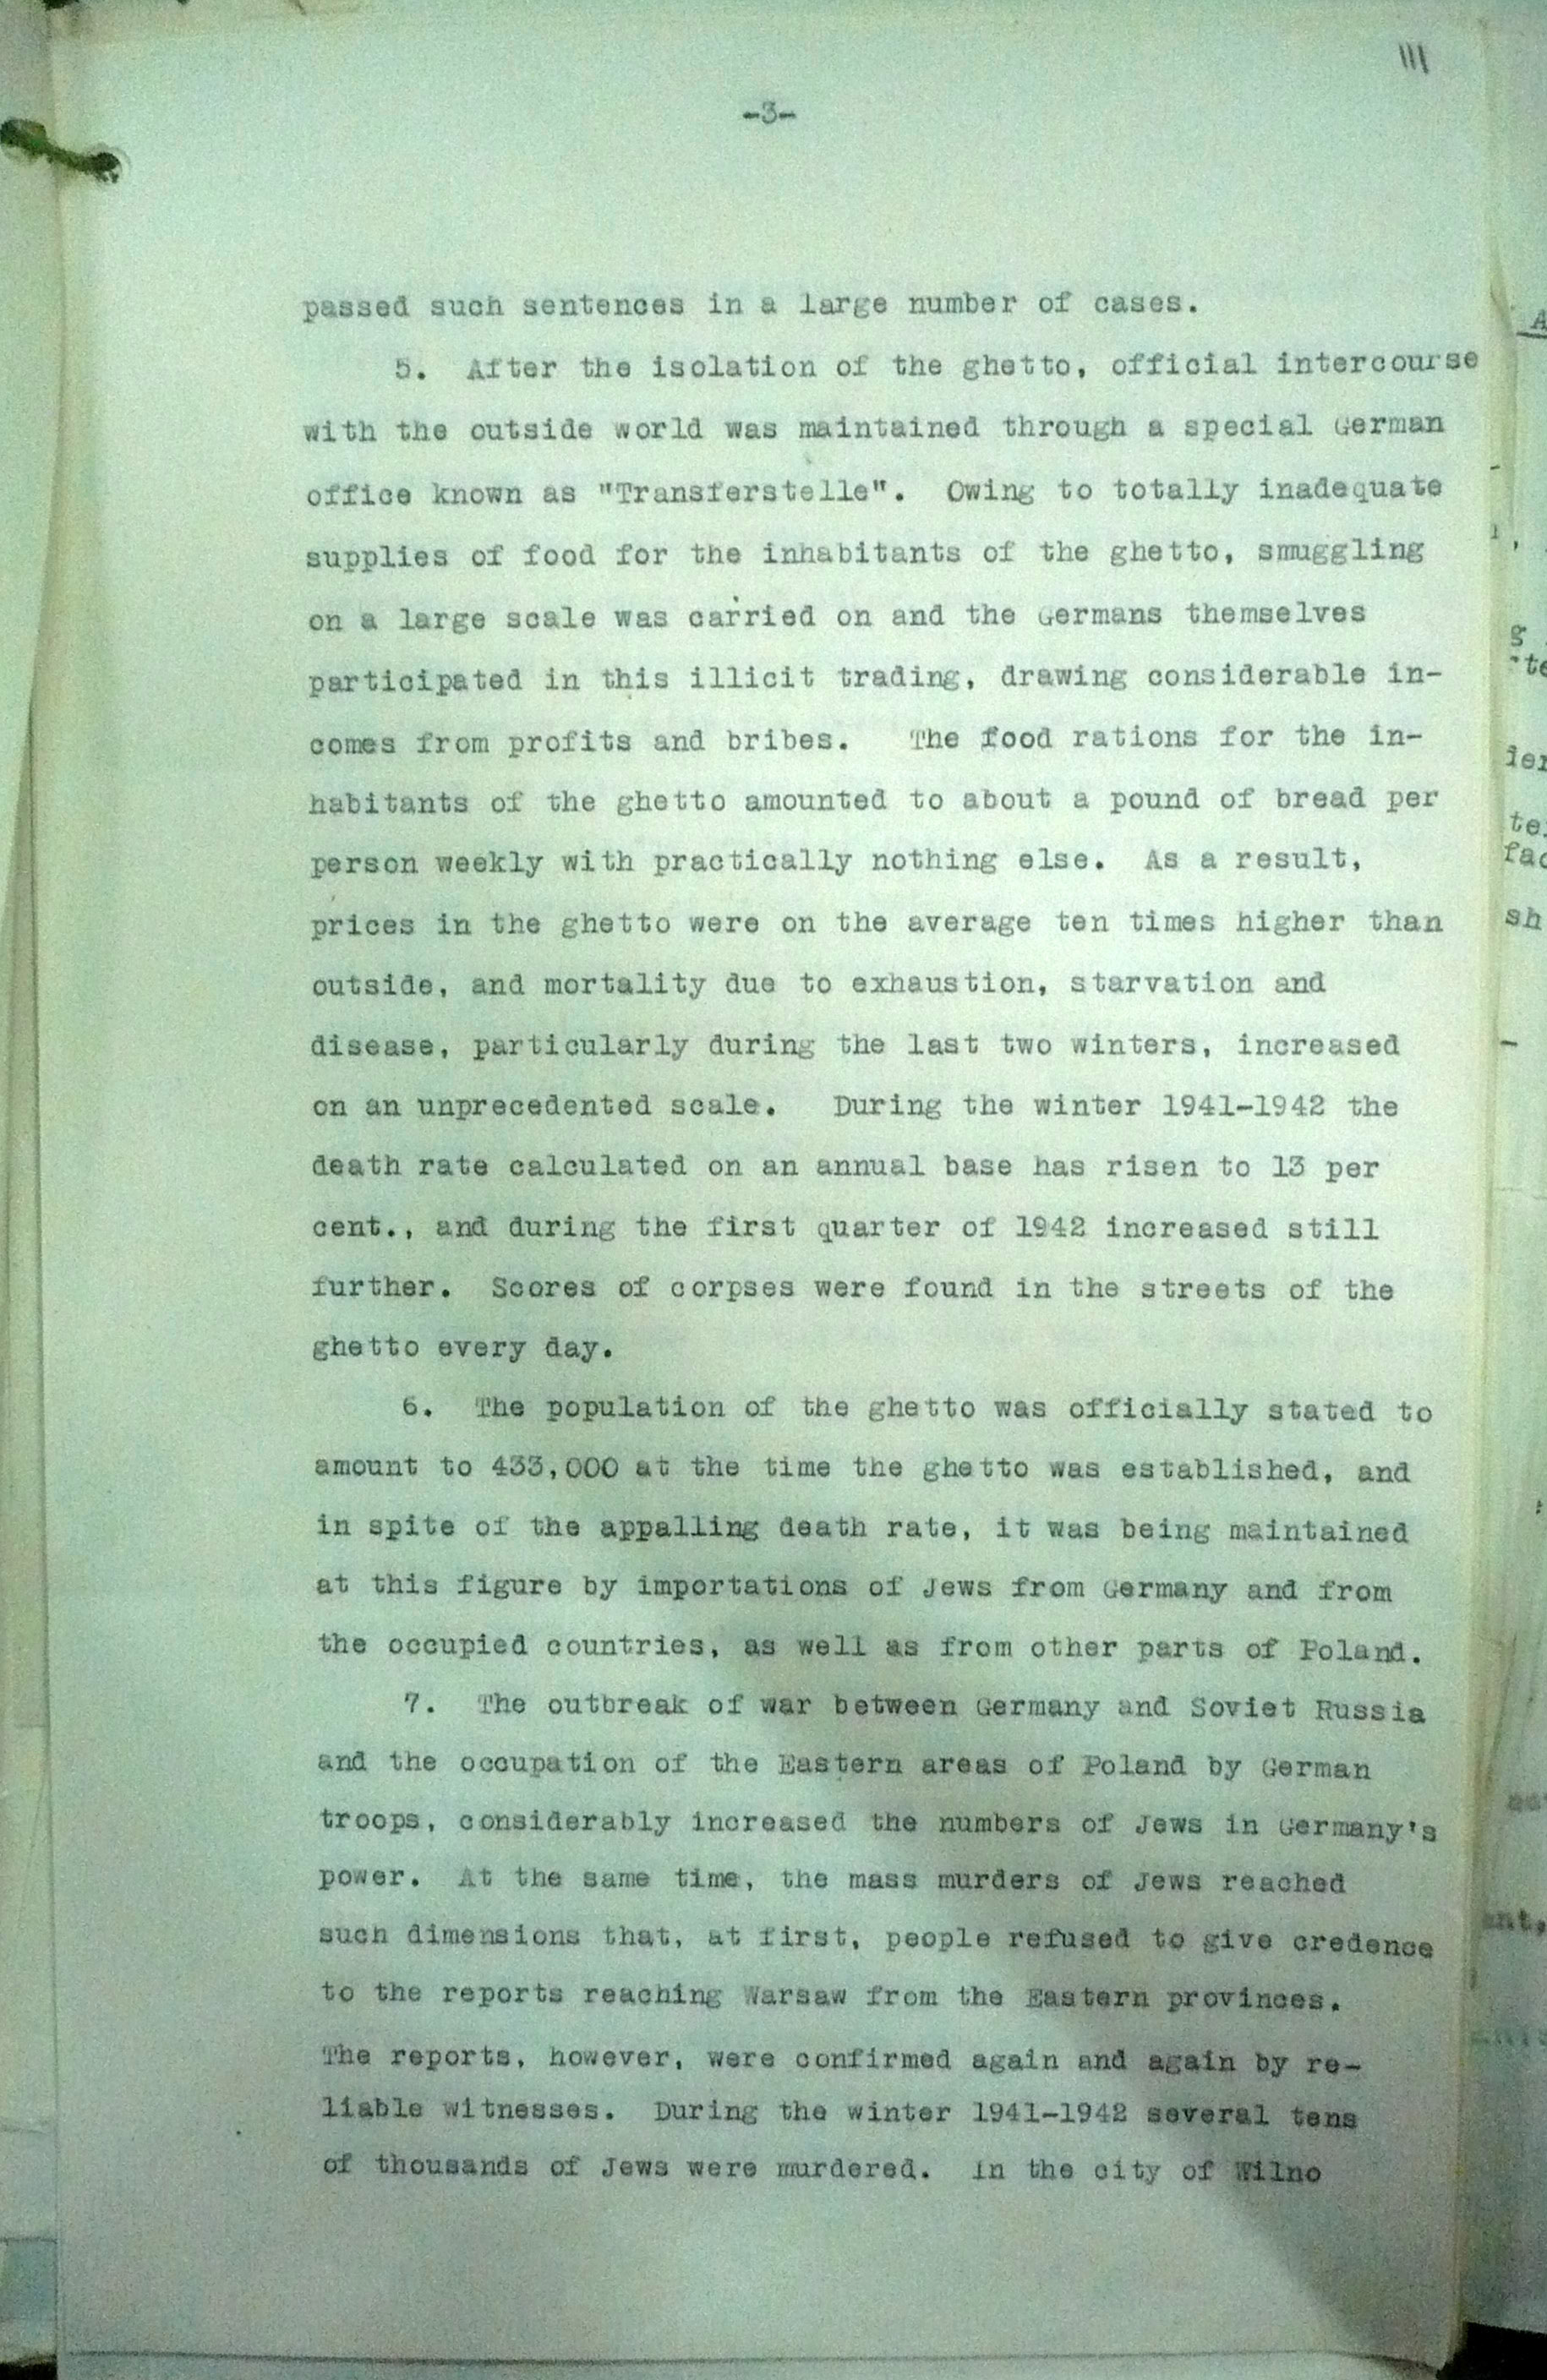 111
-3-
passed such sentences in a large number of cases.
5. After the isolation of the ghetto, official intercourse
with the outside world was maintained through a special German
office known as "Transferstelle". Owing to totally inadequate
supplies of food for the inhabitants of the ghetto, smuggling
on a large scale was carried on and the Germans themselves
participated in this illicit trading, drawing considerable in-
comes from profits and bribes. The food rations for the in-
habitants of the ghetto amounted to about a pound of bread per
person weekly with practically nothing else. As a result,
prices in the ghetto were on the average ten times higher than
outside, and mortality due to exhaustion, starvation and
disease, particularly during the last two winters, increased
on an unprecedented scale. During the winter 1941-1942 the
death rate calculated on an annual base has risen to 13 per
cent., and during the first quarter of 1942 increased still
further. Scores of corpses were found in the streets of the
ghetto every day.
6. The population of the ghetto was officially stated to
amount to 433,000 at the time the ghetto was established, and
in spite of the appalling death rate, it was being maintained
at this figure by importations of Jews from Germany and from
the occupied countries, as well as from other parts of Poland.
7. The outbreak of war between Germany and Soviet Russia
and the occupation of the Eastern areas of Poland by German
troops, considerably increased the numbers of Jews in Germany's
power. At the same time, the mass murders of Jews reached
such dimensions that, at first, people refused to give credence
to the reports reaching Warsaw from the Eastern provinces.
The reports, however, were confirmed again and again by re-
liable witnesses. During the winter 1941-1942 several tens
of thousands of Jews were murdered. In the city of Wilno